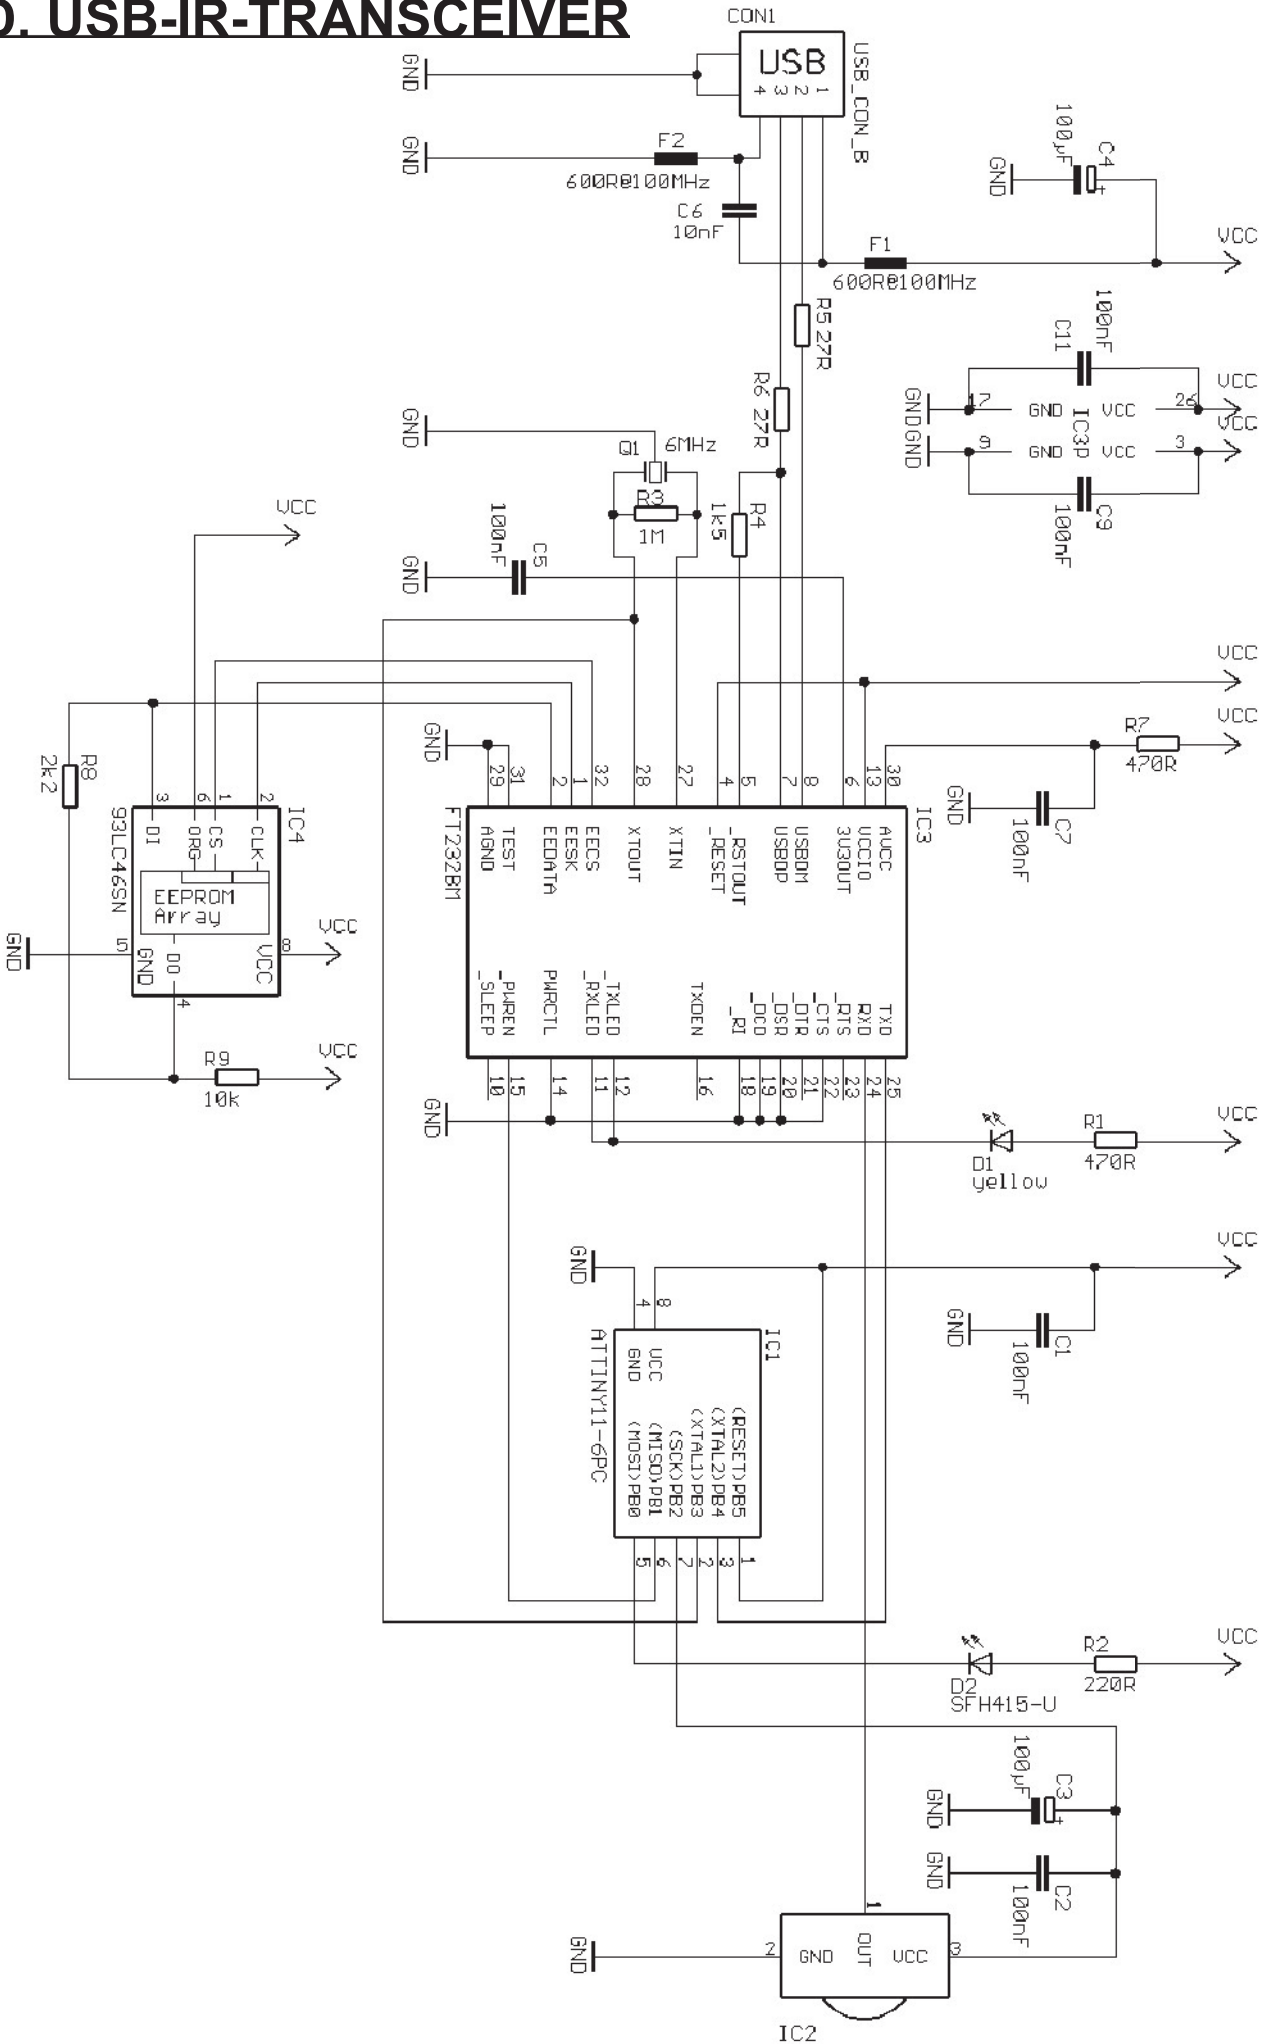 D. USB-IR-TRANSCEIVER
CON1
USB
4 3 2 1
USB_CON_B
GND
GND
F2
600R@100MHz
C6
10nF
100µF
C4
+
GND
VCC
F1
600R@100MHz
R5 27R
R6 27R
100nF
C11
VCC
VCC
GND
GND
17 GND VCC 26
IC3p
9 GND VCC 3
C9
100nF
GND
Q1
6MHz
R3
1M
R4
1k5
VCC
100nF
C5
GND
VCC
VCC
R7
470R
GND
C7
100nF
GND
29 31 2 1 32 28 27 4 5 7 8 6 13 30
IC3
FT232BM
AGND
TEST
EEDATA
EESK
EECS
XTOUT
XTIN
_RESET
_RSTOUT
USBDP
USBDM
3V3OUT
VCCIO
AVCC
_SLEEP
_PWREN
PWRCTL
_RXLED
_TXLED
TXDEN
_RI
_DCD
_DSR
_DTR
_CTS
_RTS
RXD
TXD
10 15 14 11 12 16 18 19 20 21 22 23 24 25
R8
2k2
3 6 1 2
IC4
93LC46SN
DI
ORG
CS
CLK
EEPROM
Array
GND
DO
VCC
5
8
4
GND
VCC
R9
10k
VCC
GND
D1
yellow
R1
470R
VCC
GND
4 8
VCC
GND
C1
100nF
IC1
ATTINY11-6PC
GND
VCC
(MOSI)PB0
(MISO)PB1
(SCK)PB2
(XTAL1)PB3
(XTAL2)PB4
(RESET)PB5
5 6 7 2 3 1
D2
SFH415-U
R2
220R
VCC
100µF
C3
+
GND
GND
C2
100nF
1
GND
2 GND OUT VCC 3
IC2